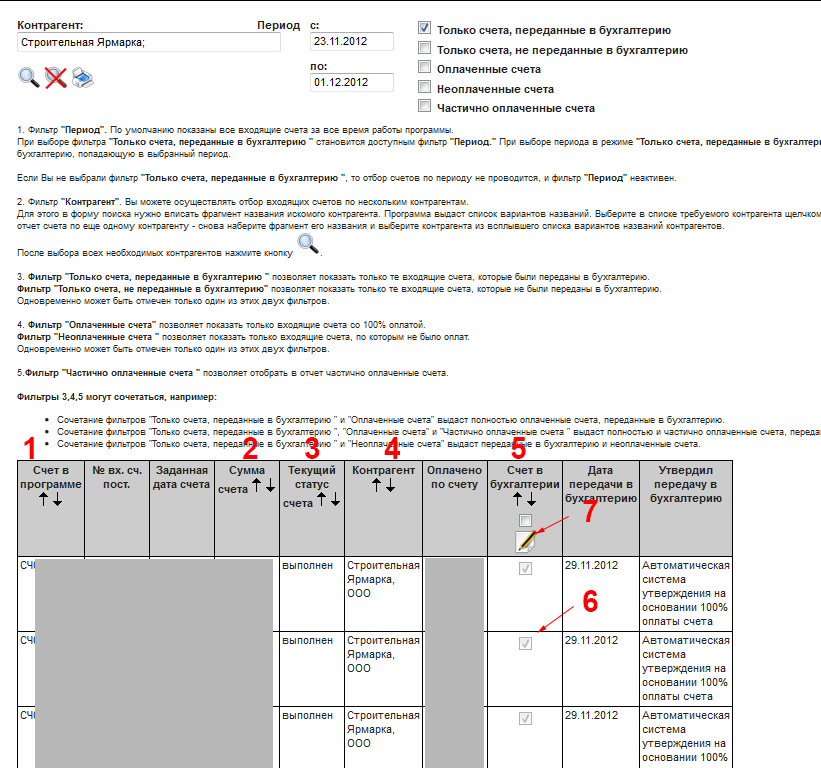 Контрагент:
Период с:
Строительная Ярмарка;
23.11.2012
по:
01.12.2012
Только счета, переданные в бухгалтерию
Только счета, не переданные в бухгалтерию
Оплаченные счета
Неоплаченные счета
Частично оплаченные счета
1. Фильтр "Период". По умолчанию показаны все входящие счета за все время работы программы.
При выборе фильтра "Только счета, переданные в бухгалтерию " становится доступным фильтр "Период." При выборе периода в режиме "Только счета, переданные в бухгалтери
бухгалтерию, попадающую в выбранный период.
Если Вы не выбрали фильтр "Только счета, переданные в бухгалтерию ", то отбор счетов по периоду не проводится, и фильтр "Период" неактивен.
2. Фильтр "Контрагент". Вы можете осуществлять отбор входящих счетов по нескольким контрагентам.
Для этого в форму поиска нужно вписать фрагмент названия искомого контрагента. Программа выдаст список вариантов названий. Выберите в списке требуемого контрагента щелчком
отчет счета по еще одному контрагенту - снова наберите фрагмент его названия и выберите контрагента из всплывшего списка вариантов названий контрагентов.
После выбора всех необходимых контрагентов нажмите кнопку .
3. Фильтр "Только счета, переданные в бухгалтерию " позволяет показать только те входящие счета, которые были переданы в бухгалтерию.
Фильтр "Только счета, не переданные в бухгалтерию" позволяет показать только те входящие счета, которые не были переданы в бухгалтерию.
Одновременно может быть отмечен только один из этих двух фильтров.
4. Фильтр "Оплаченные счета" позволяет показать только входящие счета со 100% оплатой.
Фильтр "Неоплаченные счета " позволяет показать только входящие счета, по которым не было оплат.
Одновременно может быть отмечен только один из этих двух фильтров.
5.Фильтр "Частично оплаченные счета " позволяет отобрать в отчет частично оплаченные счета.
Фильтры 3,4,5 могут сочетаться, например:
Сочетание фильтров "Только счета, переданные в бухгалтерию " и "Оплаченные счета" выдаст полностью оплаченные счета, переданные в бухгалтерию.
Сочетание фильтров "Только счета, переданные в бухгалтерию ", "Оплаченные счета" и "Частично оплаченные счета " выдаст полностью и частично оплаченные счета, переда
Сочетание фильтров "Только счета, переданные в бухгалтерию " и "Неоплаченные счета" выдаст переданные в бухгалтерию и неоплаченные счета.
1 2 3 4 5
Счет в программе
№ вх. сч. пост.
Заданная дата счета
Сумма счета
Текущий статус счета
Контрагент
Оплачено по счету
Счет в бухгалтерии
Дата передачи в бухгалтерию
Утвердил передачу в бухгалтерию
7
СЧ
выполнен
Строительная Ярмарка, ООО
29.11.2012
Автоматическая система утверждения на основании 100% оплаты счета
6
СЧ
выполнен
Строительная Ярмарка, ООО
29.11.2012
Автоматическая система утверждения на основании 100% оплаты счета
СЧ
выполнен
Строительная Ярмарка, ООО
29.11.2012
Автоматическая система утверждения на основании 100%